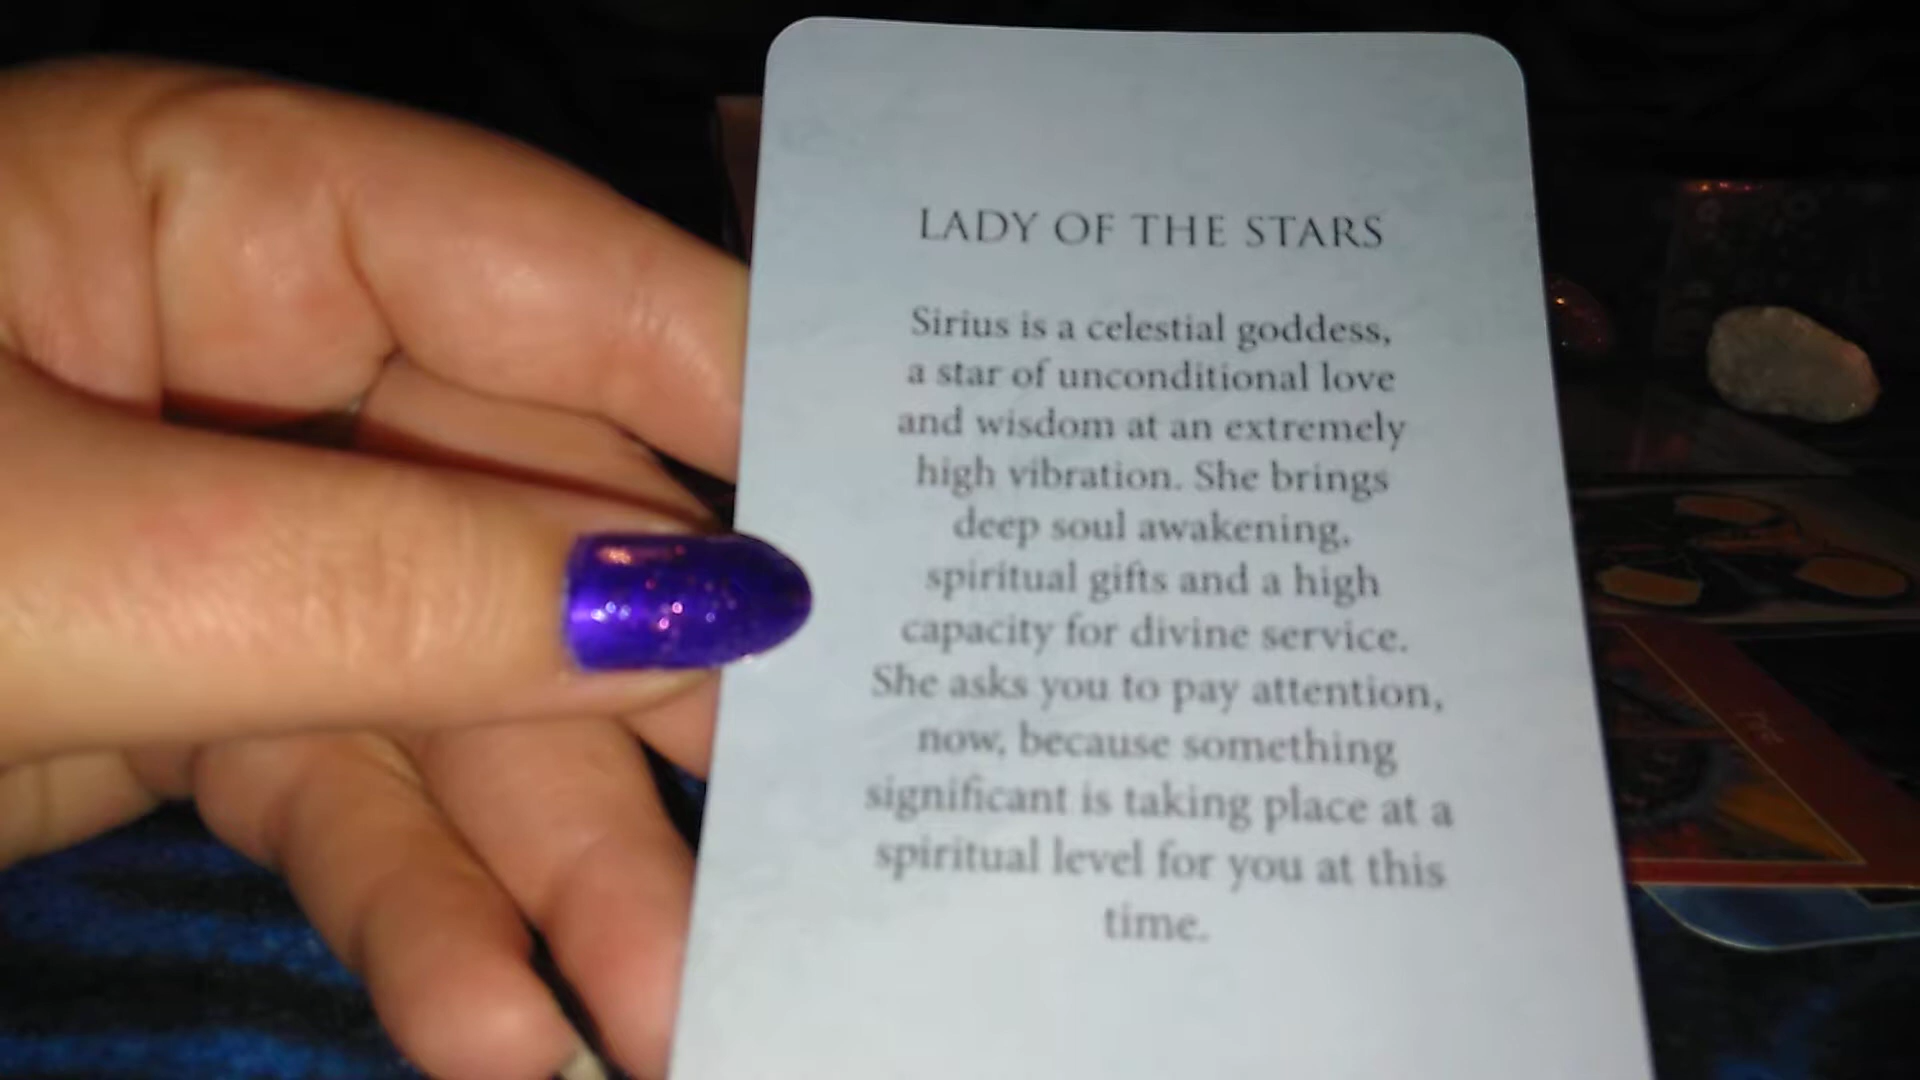 LADY OF THE STARS
Sirius is a celestial goddess,
a star of unconditional love
and wisdom at an extremely
high vibration. She brings
deep soul awakening,
spiritual gifts and a high
capacity for divine service.
She asks you to pay attention,
now, because something
significant is taking place at a
spiritual level for you at this
time.